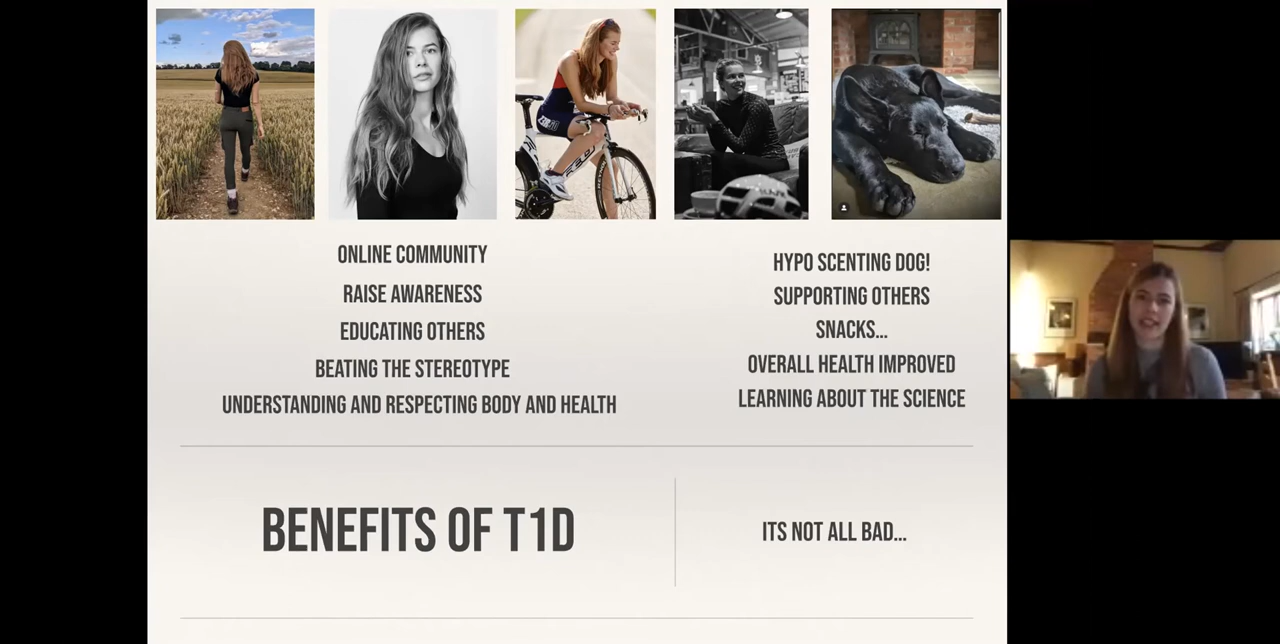 ONLINE COMMUNITY
RAISE AWARENESS
EDUCATING OTHERS
BEATING THE STEREOTYPE
UNDERSTANDING AND RESPECTING BODY AND HEALTH
HYPO SCENTING DOG!
SUPPORTING OTHERS
SNACKS...
OVERALL HEALTH IMPROVED
LEARNING ABOUT THE SCIENCE
BENEFITS OF T1D
ITS NOT ALL BAD...